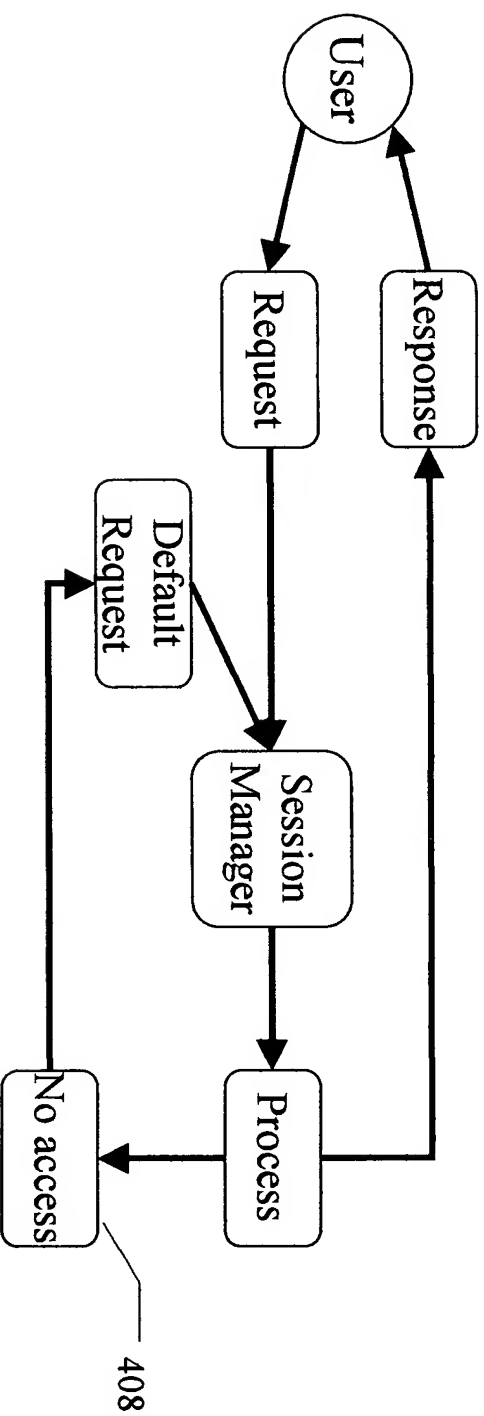 User
Response
Request
Default
Request
Session
Manager
Process
No access
408